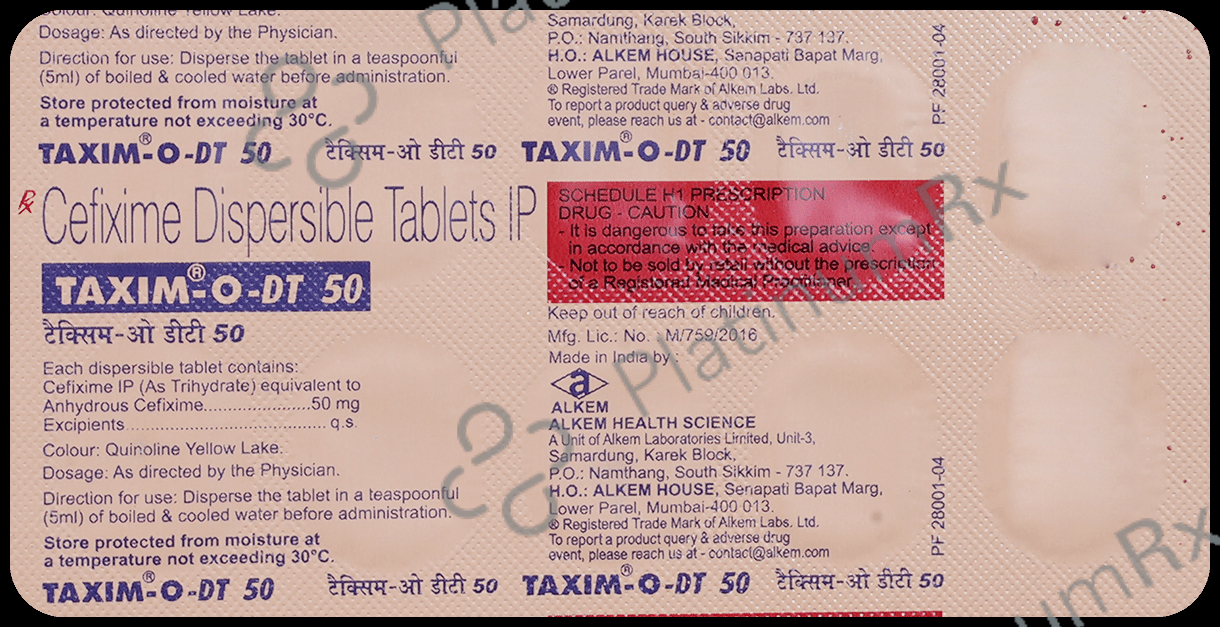 Colour: Quinoline Yellow Lake.
Dosage: As directed by the Physician.
Direction for use: Disperse the tablet in a teaspoonful
(5ml) of boiled & cooled water before administration.
Store protected from moisture at
a temperature not exceeding 30°C.
TAXIM®-O-DT 50 टैक्सिम-ओ डीटी 50
Samardung, Karek Block,
P.O.: Namthang, South Sikkim - 737 137.
H.O.: ALKEM HOUSE, Senapati Bapat Marg,
Lower Parel, Mumbai-400 013.
® Registered Trade Mark of Alkem Labs. Ltd.
To report a product query & adverse drug
event, please reach us at - contact@alkem.com
PF 28001-04
TAXIM®-O-DT 50 टैक्सिम-ओ डीटी 50
Rx Cefixime Dispersible Tablets IP
TAXIM®-O-DT 50
टैक्सिम-ओ डीटी 50
Each dispersible tablet contains:
Cefixime IP (As Trihydrate) equivalent to
Anhydrous Cefixime......................50 mg
Excipients......................................... q.s.
Colour: Quinoline Yellow Lake.
Dosage: As directed by the Physician.
Direction for use: Disperse the tablet in a teaspoonful
(5ml) of boiled & cooled water before administration.
Store protected from moisture at
a temperature not exceeding 30°C.
TAXIM®-O-DT 50 टैक्सिम-ओ डीटी 50
SCHEDULE H1 PRESCRIPTION
DRUG - CAUTION
- It is dangerous to take this preparation except
in accordance with the medical advice.
- Not to be sold by retail without the prescription
of a Registered Medical Practitioner.
Keep out of reach of children.
Mfg. Lic.: No. : M/759/2016
Made in India by :
a
ALKEM
ALKEM HEALTH SCIENCE
A Unit of Alkem Laboratories Limited, Unit-3,
Samardung, Karek Block,
P.O.: Namthang, South Sikkim - 737 137.
H.O.: ALKEM HOUSE, Senapati Bapat Marg,
Lower Parel, Mumbai-400 013.
® Registered Trade Mark of Alkem Labs. Ltd.
To report a product query & adverse drug
event, please reach us at - contact@alkem.com
PF 28001-04
TAXIM®-O-DT 50 टैक्सिम-ओ डीटी 50
Platinum
PlatinumRx
umRx